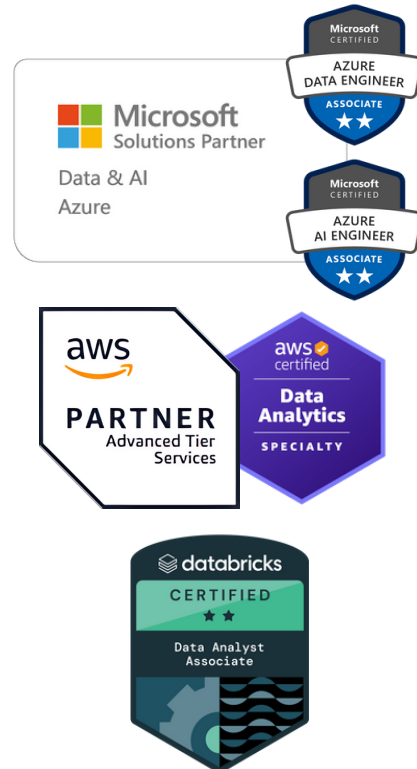 Microsoft
Solutions Partner
Data & AI
Azure
Microsoft
CERTIFIED
AZURE
DATA ENGINEER
ASSOCIATE
Microsoft
CERTIFIED
AZURE
AI ENGINEER
ASSOCIATE
aws
PARTNER
Advanced Tier
Services
aws
certified
Data
Analytics
SPECIALTY
databricks
CERTIFIED
Data Analyst
Associate